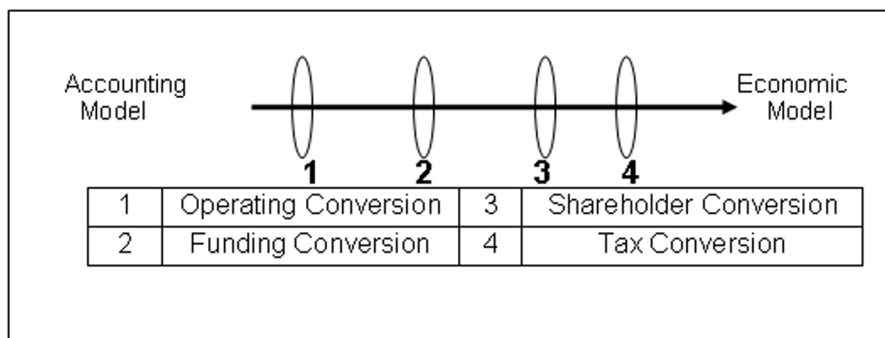 Accounting
Model
Economic
Model
1 2 3 4
1 Operating Conversion 3 Shareholder Conversion
2 Funding Conversion 4 Tax Conversion